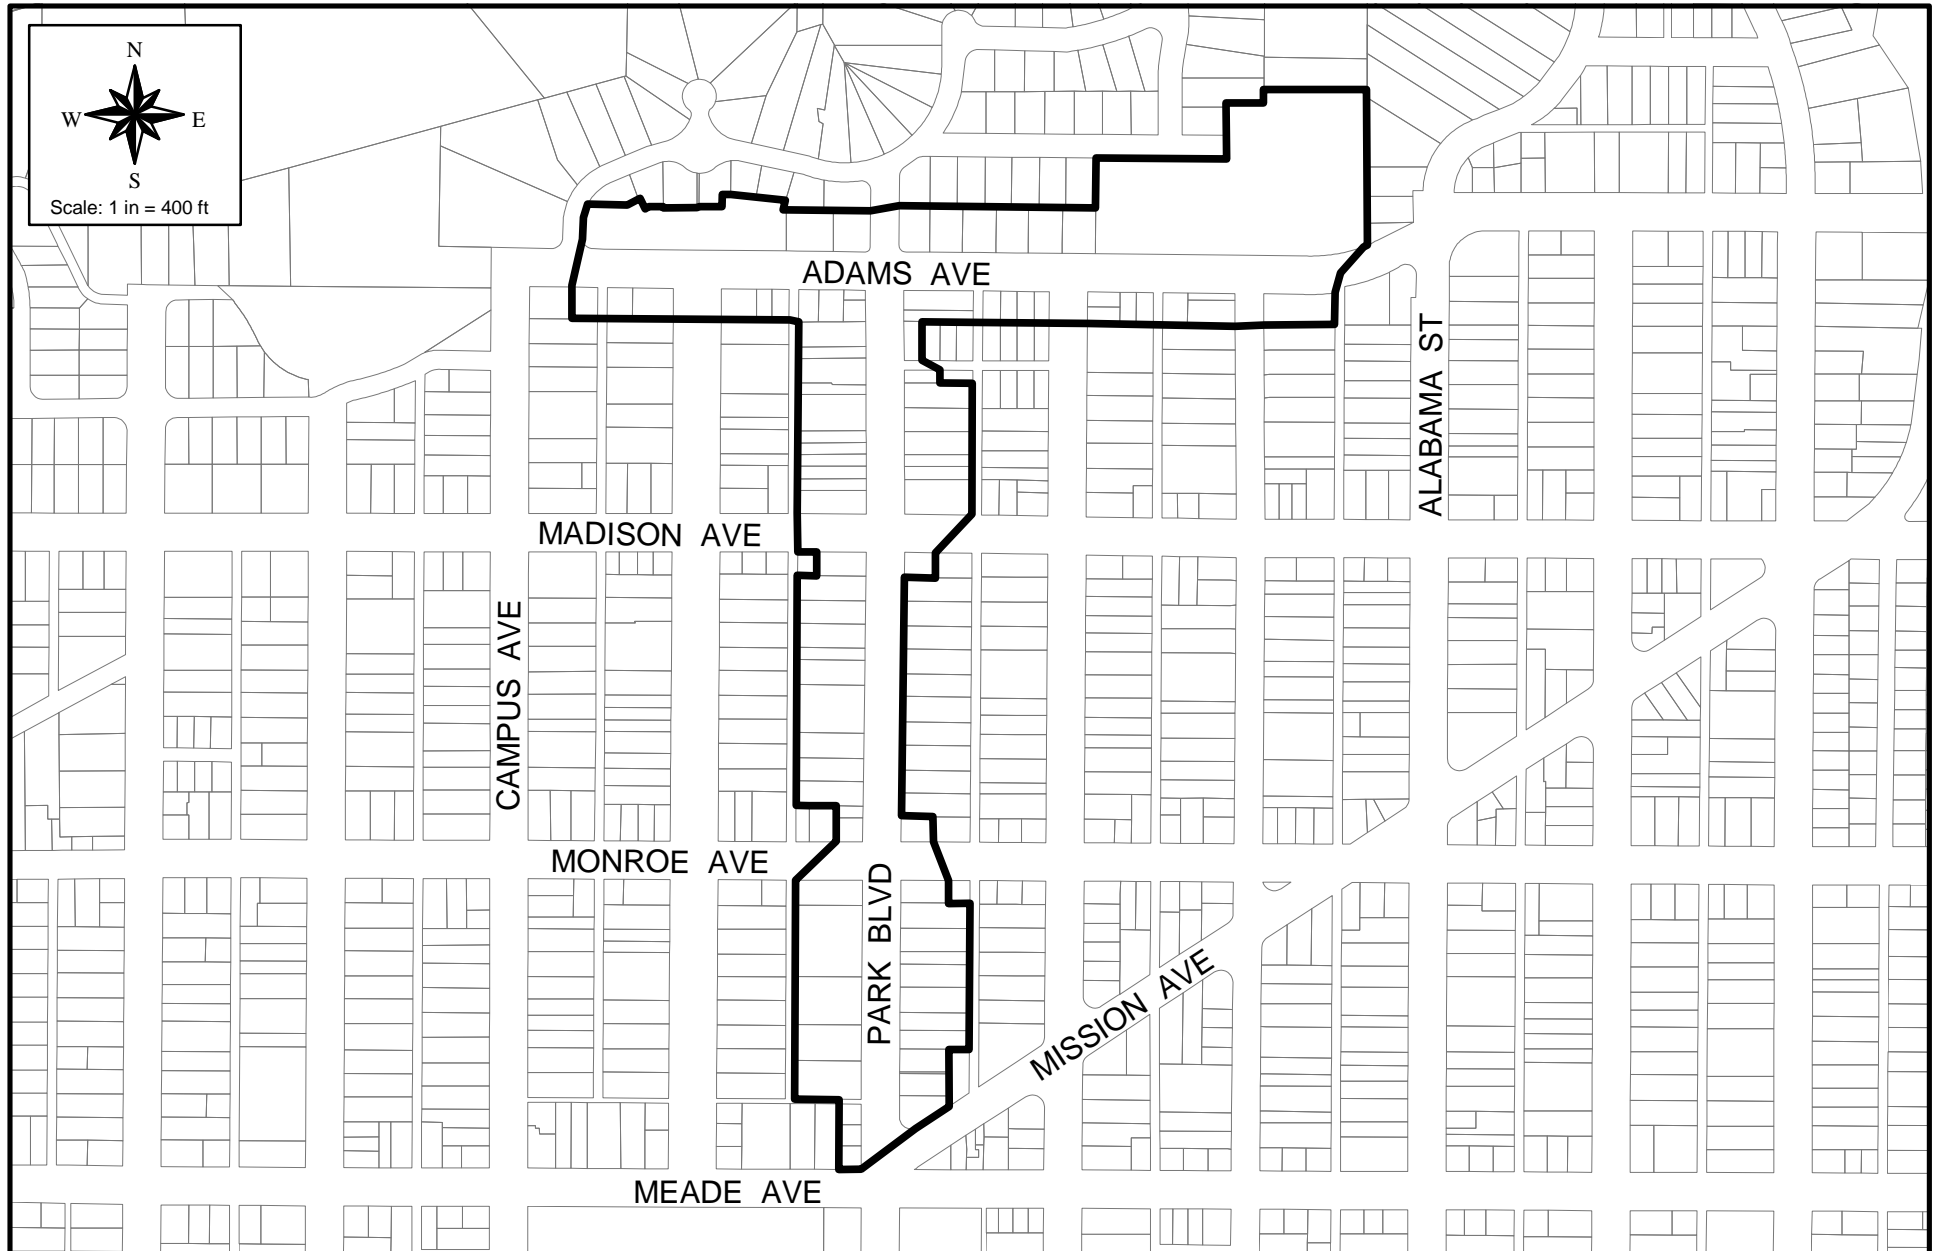 N
W E
S
Scale: 1 in = 400 ft
ADAMS AVE
ALABAMA ST
MADISON AVE
CAMPUS AVE
MONROE AVE
PARK BLVD
MISSION AVE
MEADE AVE